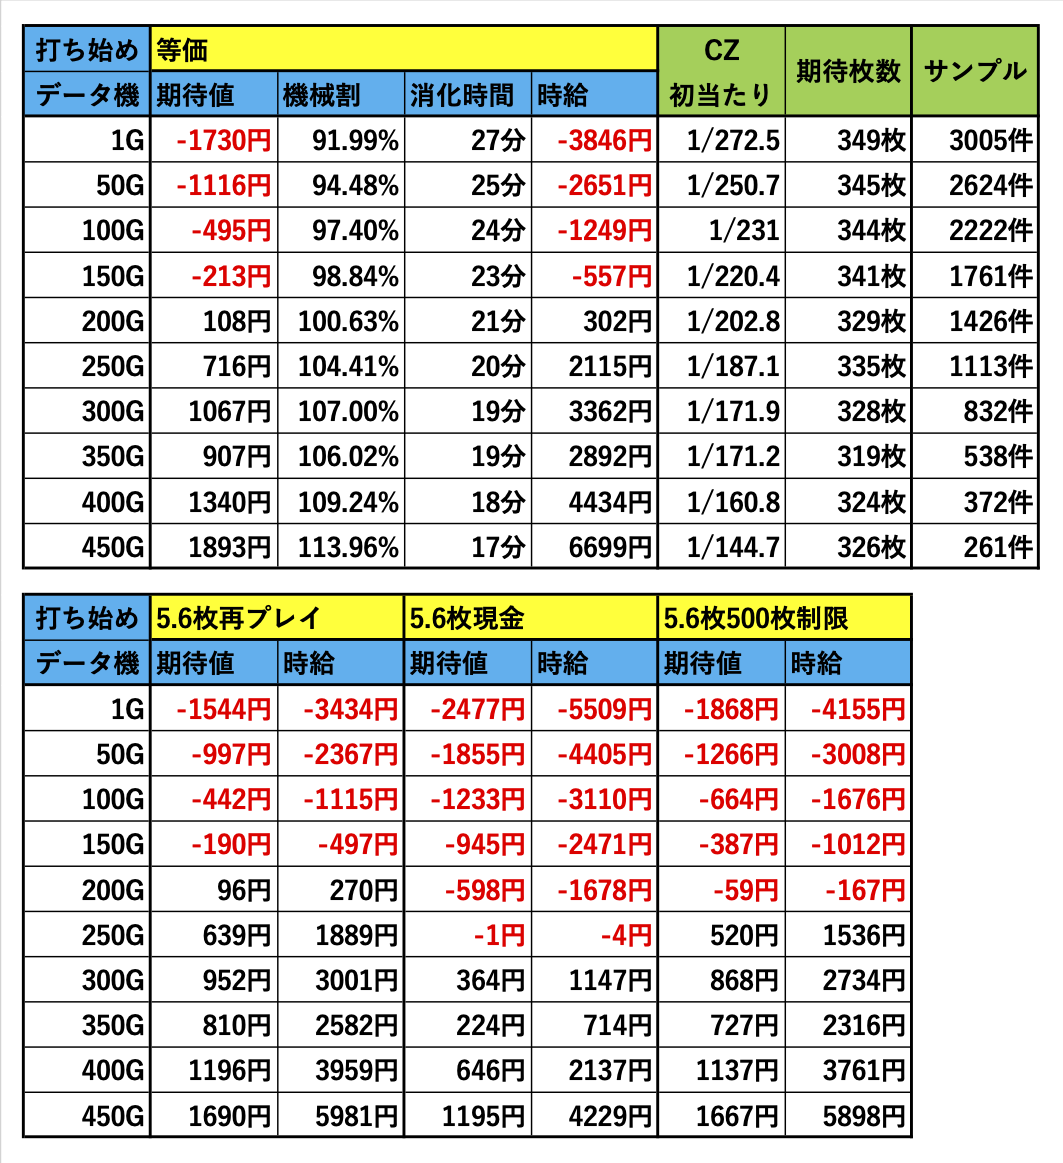 打ち始め 等価 CZ 期待枚数 サンプル
データ機 期待値 機械割 消化時間 時給 初当たり
1G -1730円 91.99% 27分 -3846円 1/272.5 349枚 3005件
50G -1116円 94.48% 25分 -2651円 1/250.7 345枚 2624件
100G -495円 97.40% 24分 -1249円 1/231 344枚 2222件
150G -213円 98.84% 23分 -557円 1/220.4 341枚 1761件
200G 108円 100.63% 21分 302円 1/202.8 329枚 1426件
250G 716円 104.41% 20分 2115円 1/187.1 335枚 1113件
300G 1067円 107.00% 19分 3362円 1/171.9 328枚 832件
350G 907円 106.02% 19分 2892円 1/171.2 319枚 538件
400G 1340円 109.24% 18分 4434円 1/160.8 324枚 372件
450G 1893円 113.96% 17分 6699円 1/144.7 326枚 261件
打ち始め 5.6枚再プレイ 5.6枚現金 5.6枚500枚制限
データ機 期待値 時給 期待値 時給 期待値 時給
1G -1544円 -3434円 -2477円 -5509円 -1868円 -4155円
50G -997円 -2367円 -1855円 -4405円 -1266円 -3008円
100G -442円 -1115円 -1233円 -3110円 -664円 -1676円
150G -190円 -497円 -945円 -2471円 -387円 -1012円
200G 96円 270円 -598円 -1678円 -59円 -167円
250G 639円 1889円 -1円 -4円 520円 1536円
300G 952円 3001円 364円 1147円 868円 2734円
350G 810円 2582円 224円 714円 727円 2316円
400G 1196円 3959円 646円 2137円 1137円 3761円
450G 1690円 5981円 1195円 4229円 1667円 5898円